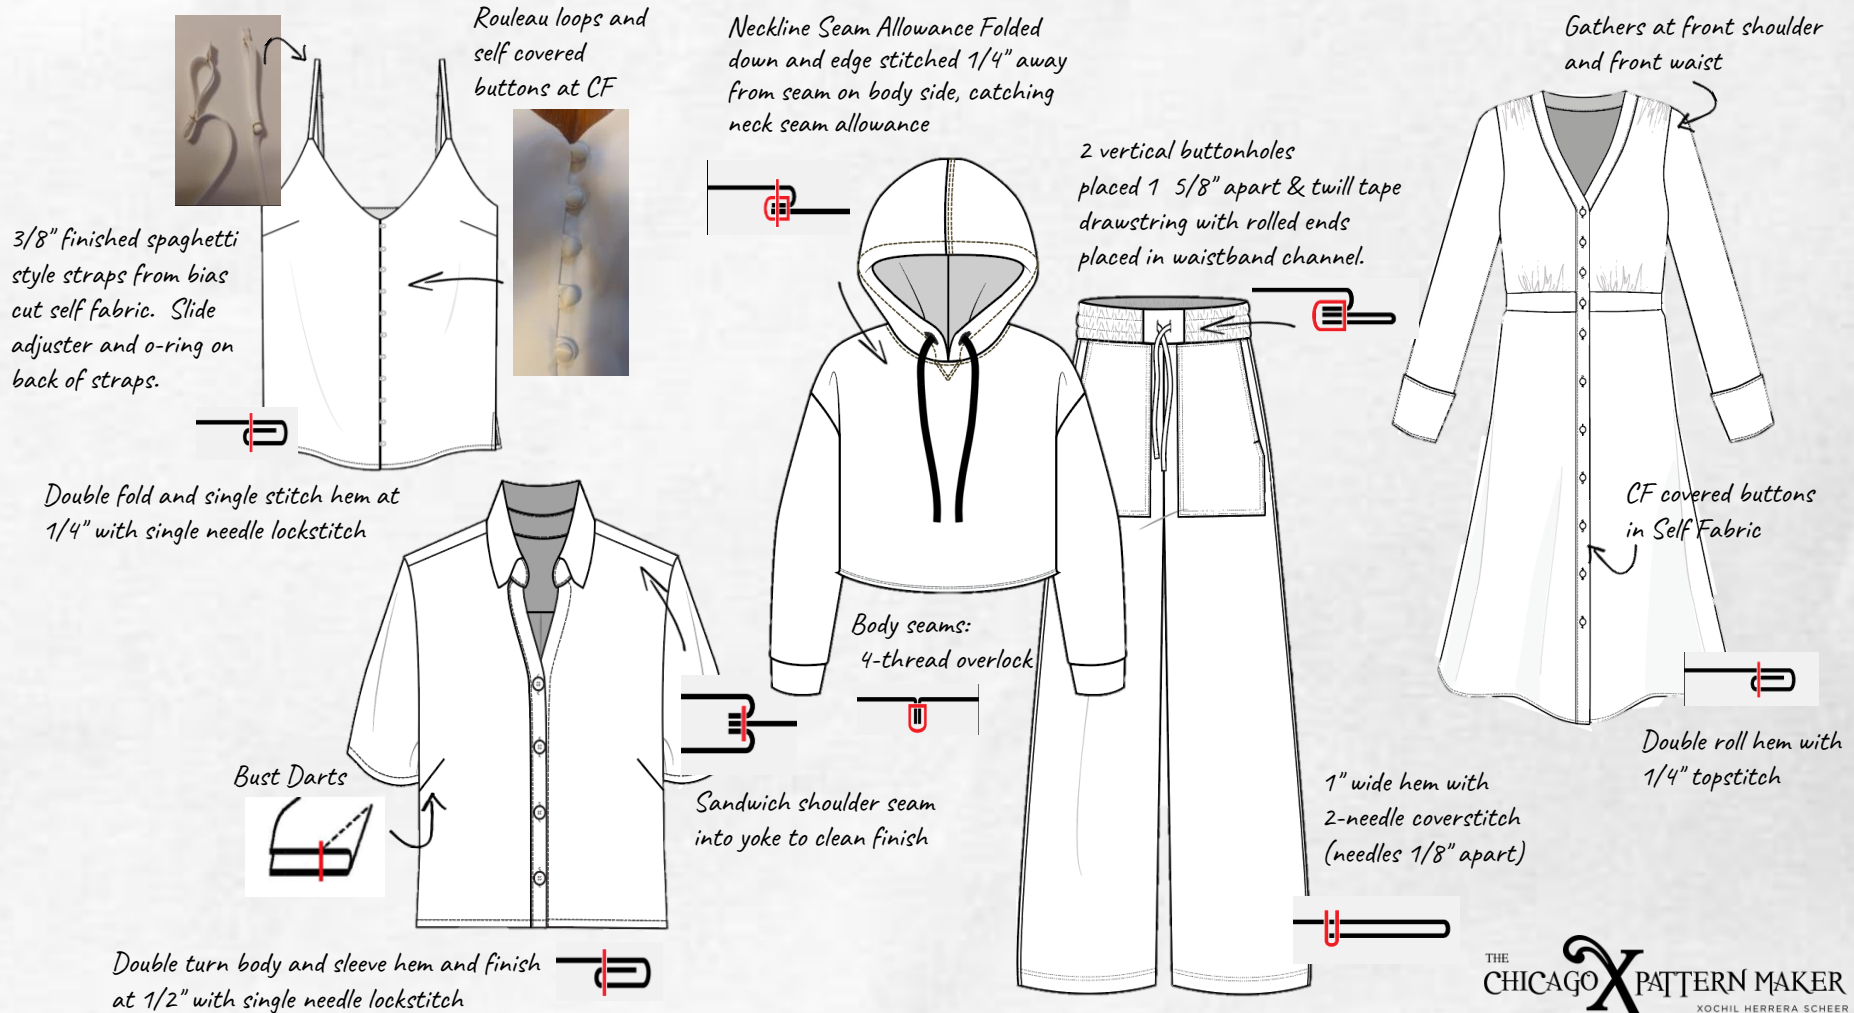 Rouleau loops and
self covered
buttons at CF
3/8" finished spaghetti
style straps from bias
cut self fabric. Slide
adjuster and o-ring on
back of straps.
Double fold and single stitch hem at
1/4" with single needle lockstitch
Neckline Seam Allowance Folded
down and edge stitched 1/4" away
from seam on body side, catching
neck seam allowance
2 vertical buttonholes
placed 1 5/8" apart & twill tape
drawstring with rolled ends
placed in waistband channel.
Gathers at front shoulder
and front waist
CF covered buttons
in Self Fabric
Body seams:
4-thread overlock
Double roll hem with
1/4" topstitch
Bust Darts
Sandwich shoulder seam
into yoke to clean finish
1" wide hem with
2-needle coverstitch
(needles 1/8" apart)
Double turn body and sleeve hem and finish
at 1/2" with single needle lockstitch
THE
CHICAGO X PATTERN MAKER
XOCHIL HERRERA SCHEER